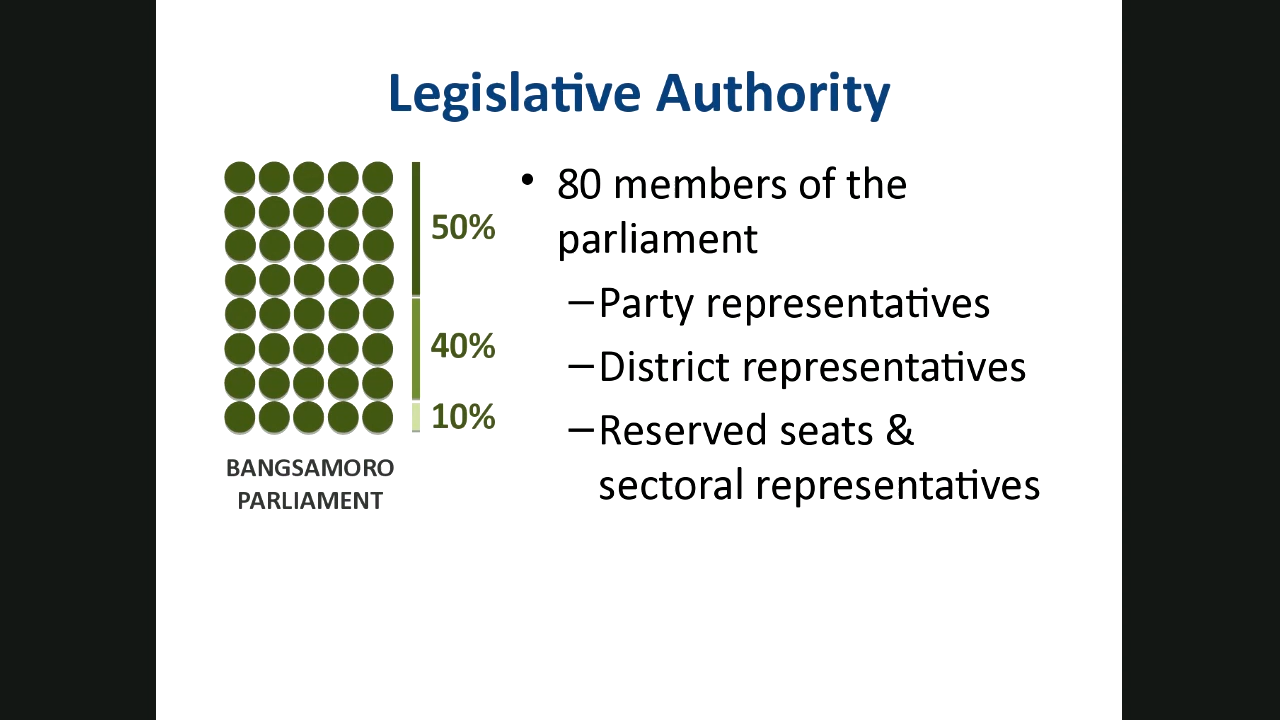 Legislative Authority
50%
40%
10%
BANGSAMORO
PARLIAMENT
• 80 members of the
parliament
–Party representatives
–District representatives
–Reserved seats &
sectoral representatives